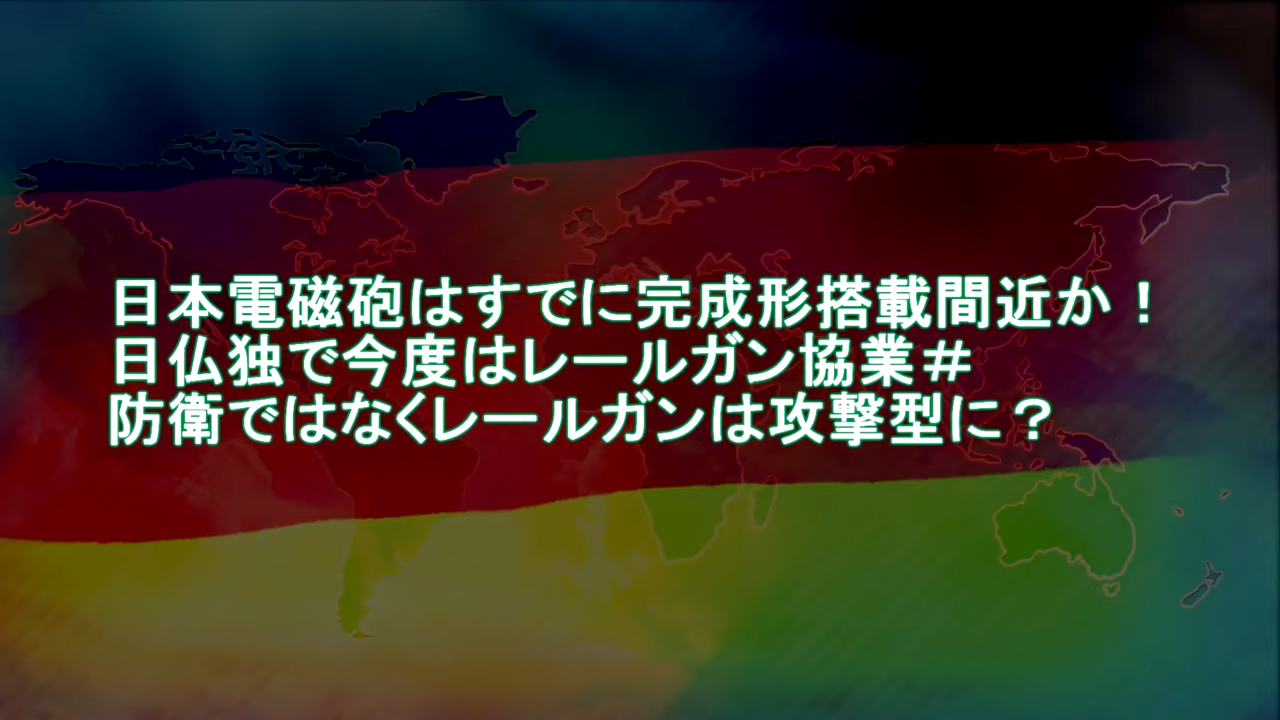 日本電磁砲はすでに完成形搭載間近か！
日仏独で今度はレールガン協業＃
防衛ではなくレールガンは攻撃型に？